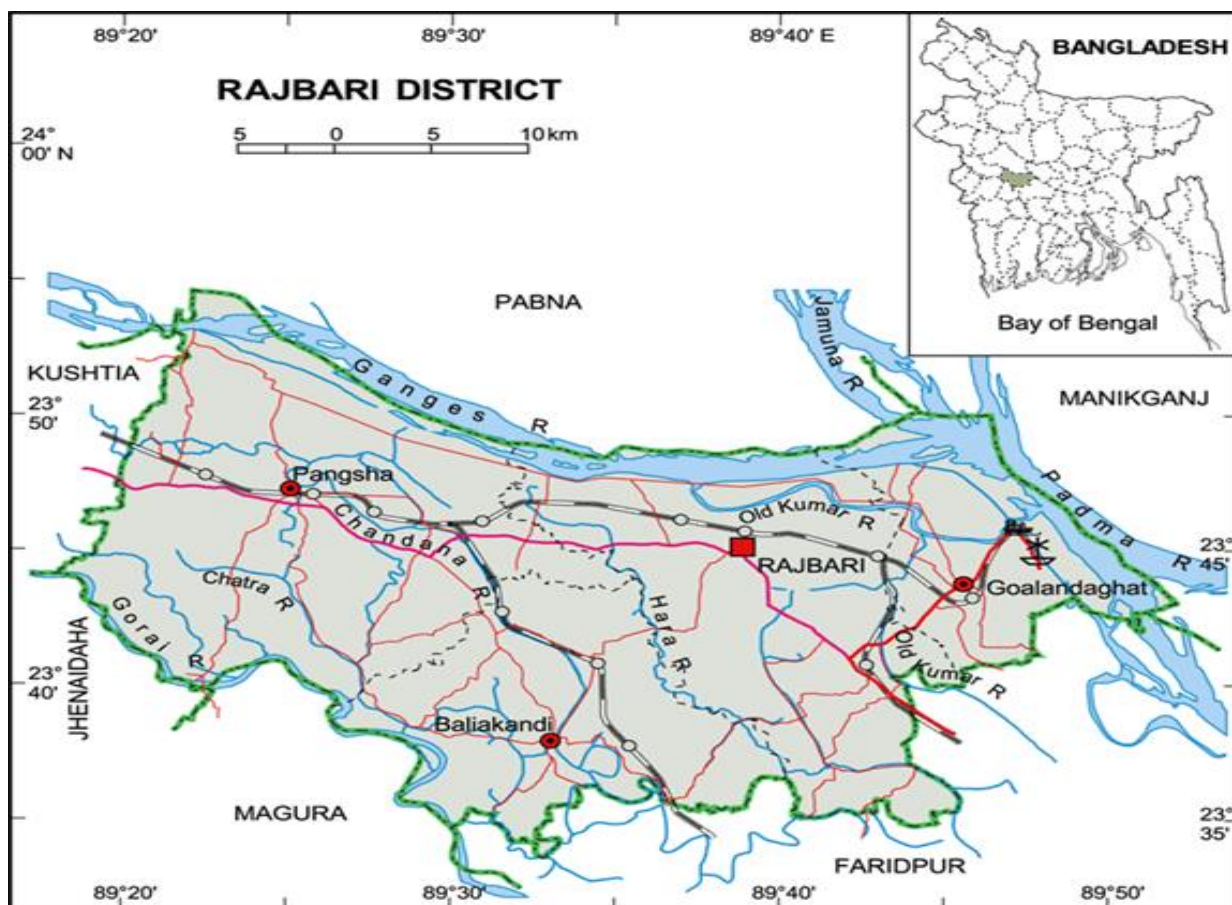 89°20'
89°30'
89°40' E
BANGLADESH
RAJBARI DISTRICT
5 0 5 10 km
24°
00' N
Bay of Bengal
PABNA
Jamuna R
KUSHTIA
MANIKGANJ
23°
50'
Ganges R
Padma R
Pangsha
Old Kumar R
Chandana R
RAJBARI
23°
45'
Goalandaghat
Chatra R
Gorai R
Hara R
Old Kumar R
JHENAIDAHA
23°
40'
Baliakandi
MAGURA
FARIDPUR
23°
35'
89°20'
89°30'
89°40'
89°50'